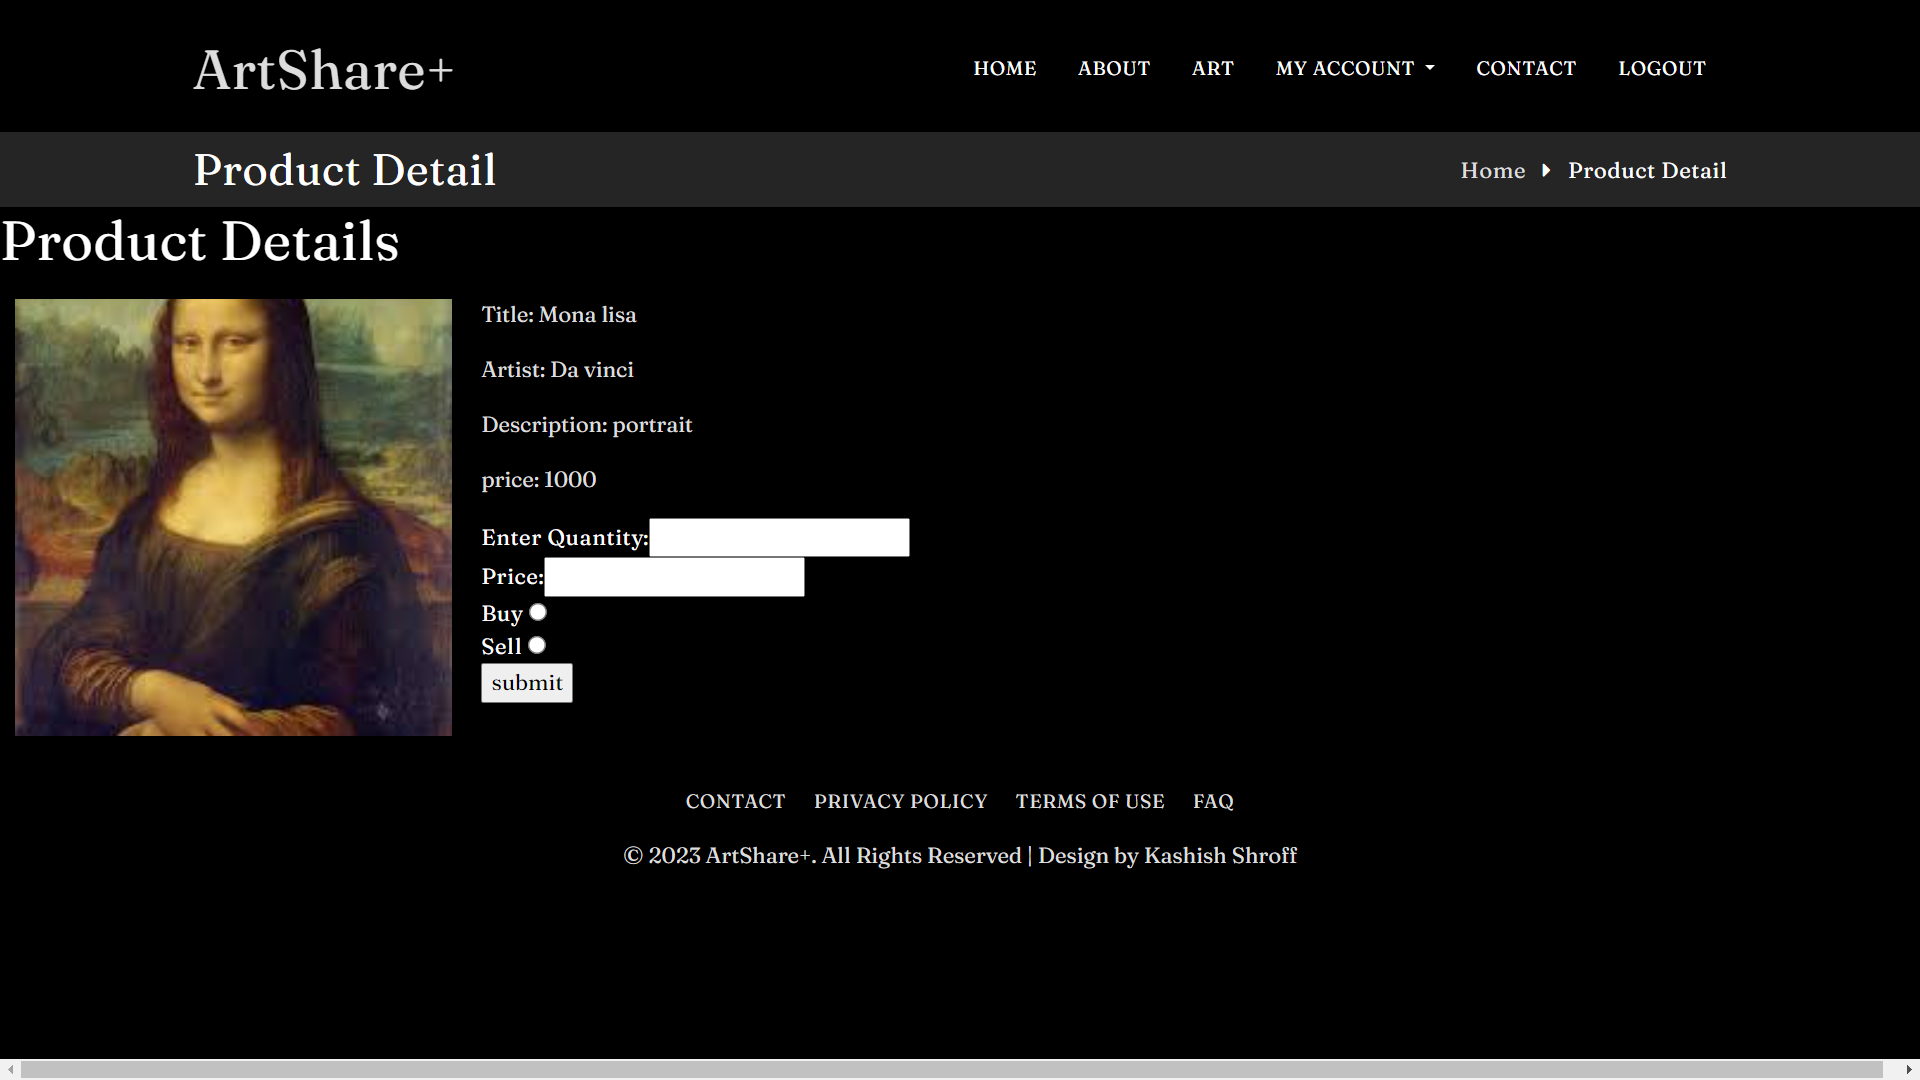 ArtShare+
HOME ABOUT ART MY ACCOUNT CONTACT LOGOUT
Product Detail
Home Product Detail
Product Details
Title: Mona lisa
Artist: Da vinci
Description: portrait
price: 1000
Enter Quantity:
Price:
Buy
Sell
submit
CONTACT PRIVACY POLICY TERMS OF USE FAQ
© 2023 ArtShare+. All Rights Reserved | Design by Kashish Shroff